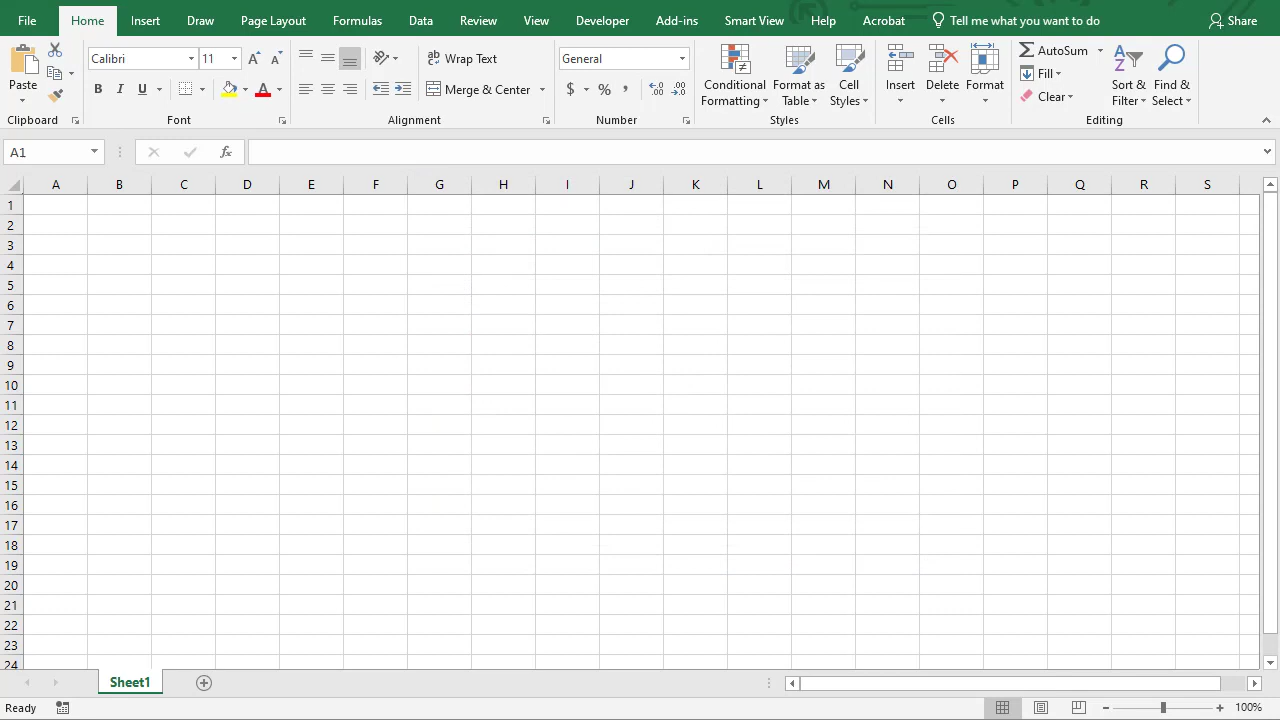 File Home Insert Draw Page Layout Formulas Data Review View Developer Add-ins Smart View Help Acrobat Tell me what you want to do Share
Paste
Clipboard
Calibri 11
B I U A
Font
Wrap Text
Merge & Center
Alignment
General
$ % ,
Number
Conditional Formatting
Format as Table
Cell Styles
Styles
Insert
Delete
Format
Cells
AutoSum
Fill
Clear
Sort & Filter
Find & Select
Editing
A1 fx
A B C D E F G H I J K L M N O P Q R S
1
2
3
4
5
6
7
8
9
10
11
12
13
14
15
16
17
18
19
20
21
22
23
24
Sheet1
Ready 100%